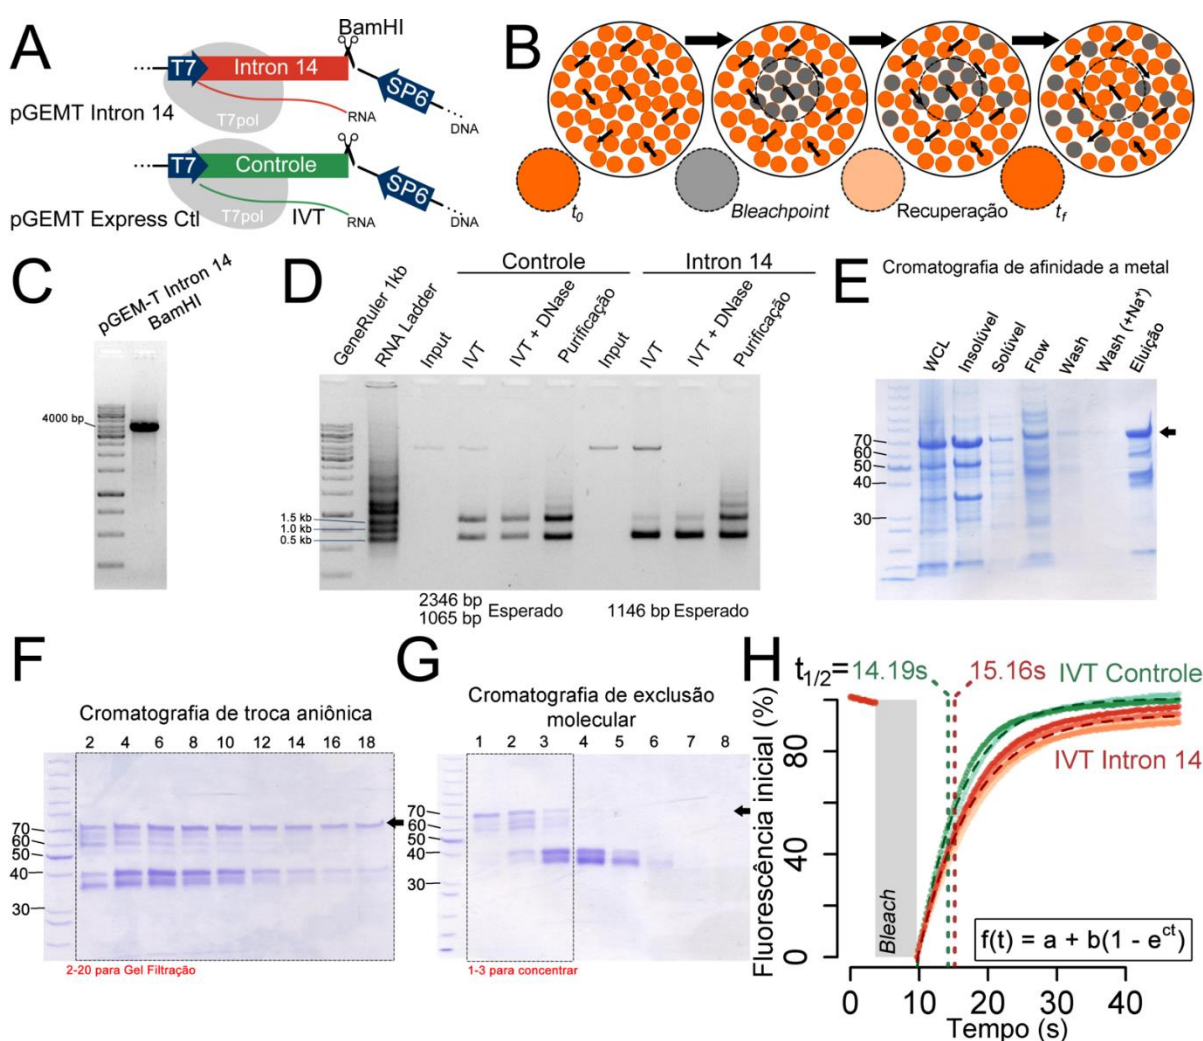 A
BamHI
T7
Intron 14
SP6
pGEMT Intron 14
T7pol
RNA
DNA
T7
Controle
SP6
pGEMT Express Ctl
T7pol
IVT
RNA
DNA
B
t0
Bleachpoint
Recuperação
tf
C
pGEM-T Intron 14
BamHI
4000 bp
D
Controle
Intron 14
GeneRuler 1kb
RNA Ladder
Input
IVT
IVT + DNase
Purificação
Input
IVT
IVT + DNase
Purificação
1.5 kb
1.0 kb
0.5 kb
2346 bp
1065 bp
Esperado
1146 bp Esperado
E
Cromatografia de afinidade a metal
WCL
Insolúvel
Solúvel
Flow
Wash
Wash (+Na+)
Eluição
70
60
50
40
30
F
Cromatografia de troca aniônica
2 4 6 8 10 12 14 16 18
70
60
50
40
30
2-20 para Gel Filtração
G
Cromatografia de exclusão
molecular
1 2 3 4 5 6 7 8
70
60
50
40
30
1-3 para concentrar
H
t1/2=14.19s
15.16s
IVT Controle
IVT Intron 14
Fluorescência inicial (%)
80
40
0
Bleach
f(t) = a + b(1 - e^ct)
0 10 20 30 40
Tempo (s)